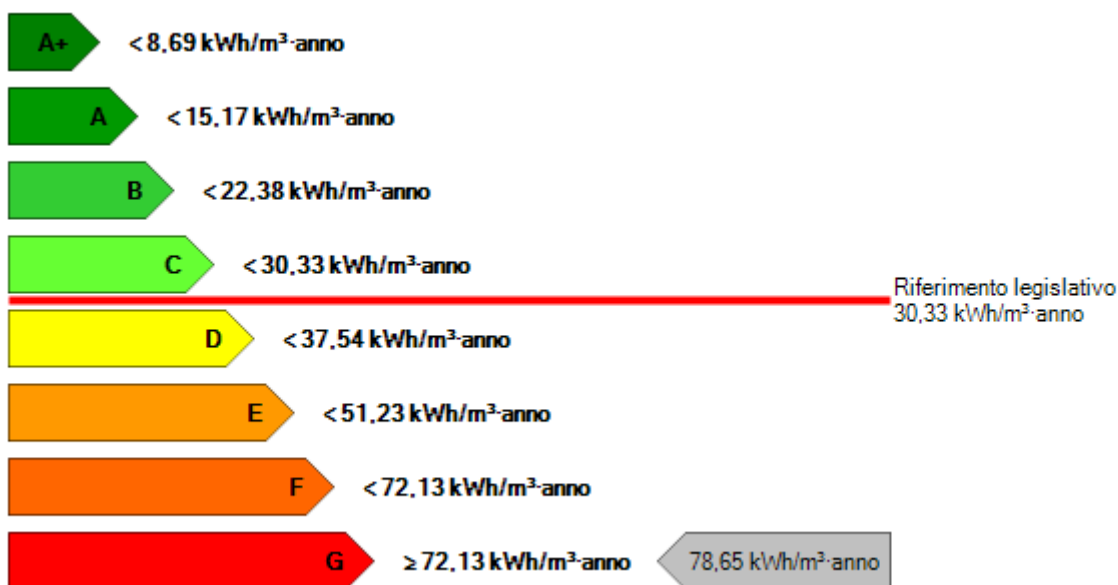 A+ <8,69 kWh/m³·anno
A <15,17 kWh/m³·anno
B <22,38 kWh/m³·anno
C <30,33 kWh/m³·anno
Riferimento legislativo
30,33 kWh/m³·anno
D <37,54 kWh/m³·anno
E <51,23 kWh/m³·anno
F <72,13 kWh/m³·anno
G ≥72,13 kWh/m³·anno 78,65 kWh/m³·anno